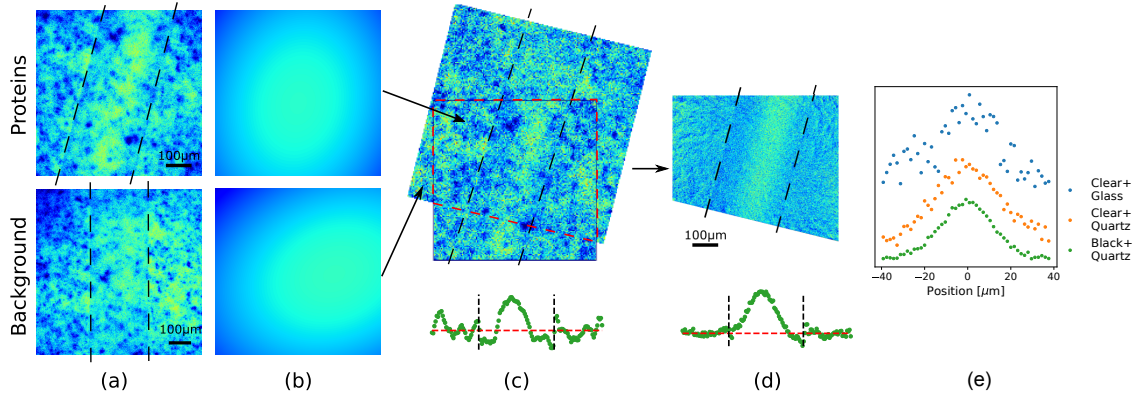 Proteins
Background
100μm
100μm
100μm
Clear+
Glass
Clear+
Quartz
Black+
Quartz
−40 −20 0 20 40
Position [μm]
(a) (b) (c) (d) (e)